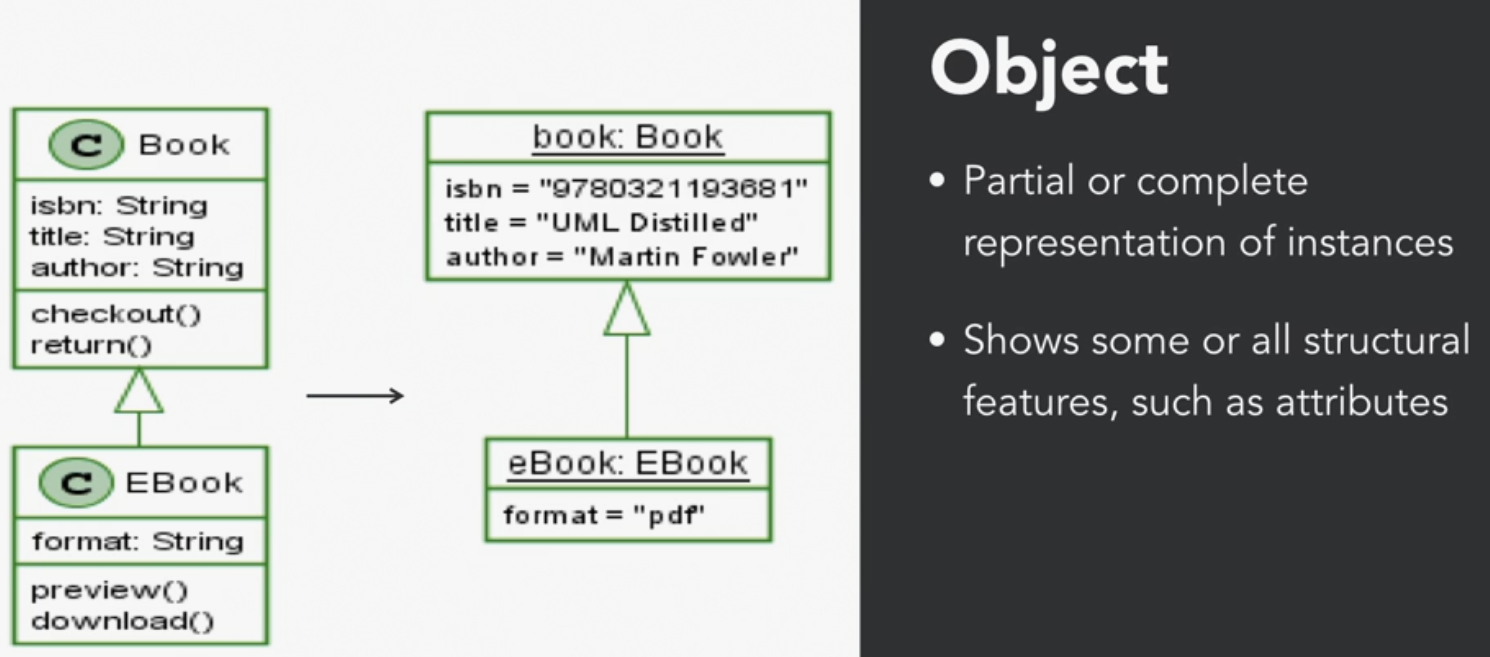 C Book
isbn: String
title: String
author: String
checkout()
return()
C EBook
format: String
preview()
download()
book: Book
isbn = "9780321193681"
title = "UML Distilled"
author = "Martin Fowler"
eBook: EBook
format = "pdf"
Object
• Partial or complete
representation of instances
• Shows some or all structural
features, such as attributes